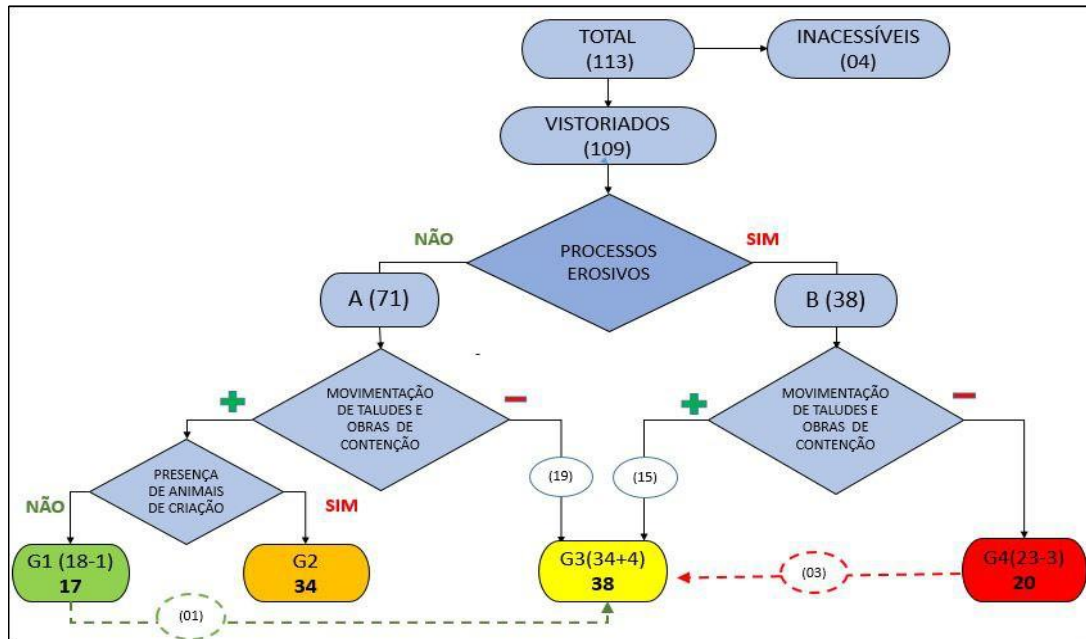 TOTAL
(113)
INACESSÍVEIS
(04)
VISTORIADOS
(109)
NÃO
SIM
PROCESSOS
EROSIVOS
A (71)
B (38)
MOVIMENTAÇÃO
DE TALUDES E
OBRAS DE
CONTENÇÃO
MOVIMENTAÇÃO
DE TALUDES E
OBRAS DE
CONTENÇÃO
PRESENÇA
DE ANIMAIS
DE CRIAÇÃO
(19)
(15)
NÃO
SIM
G1 (18-1)
17
G2
34
G3(34+4)
38
G4(23-3)
20
(01)
(03)